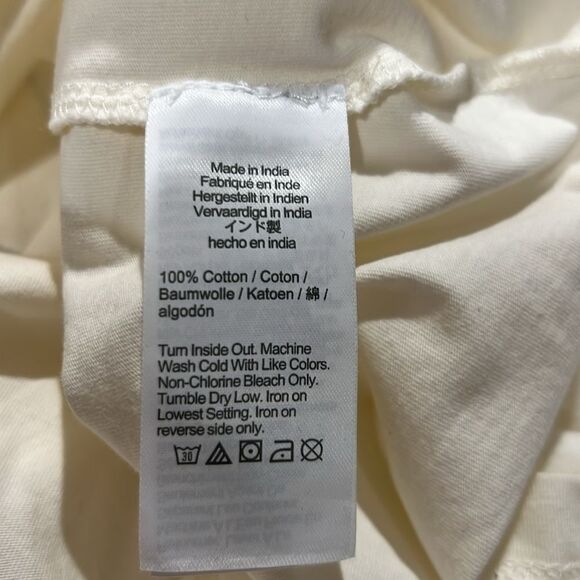 Made in India
Fabriqué en Inde
Hergestellt in Indien
Vervaardigd in India
インド製
hecho en india
100% Cotton / Coton /
Baumwolle / Katoen / 綿 /
algodón
Turn Inside Out. Machine
Wash Cold With Like Colors.
Non-Chlorine Bleach Only.
Tumble Dry Low. Iron on
Lowest Setting. Iron on
reverse side only.
30